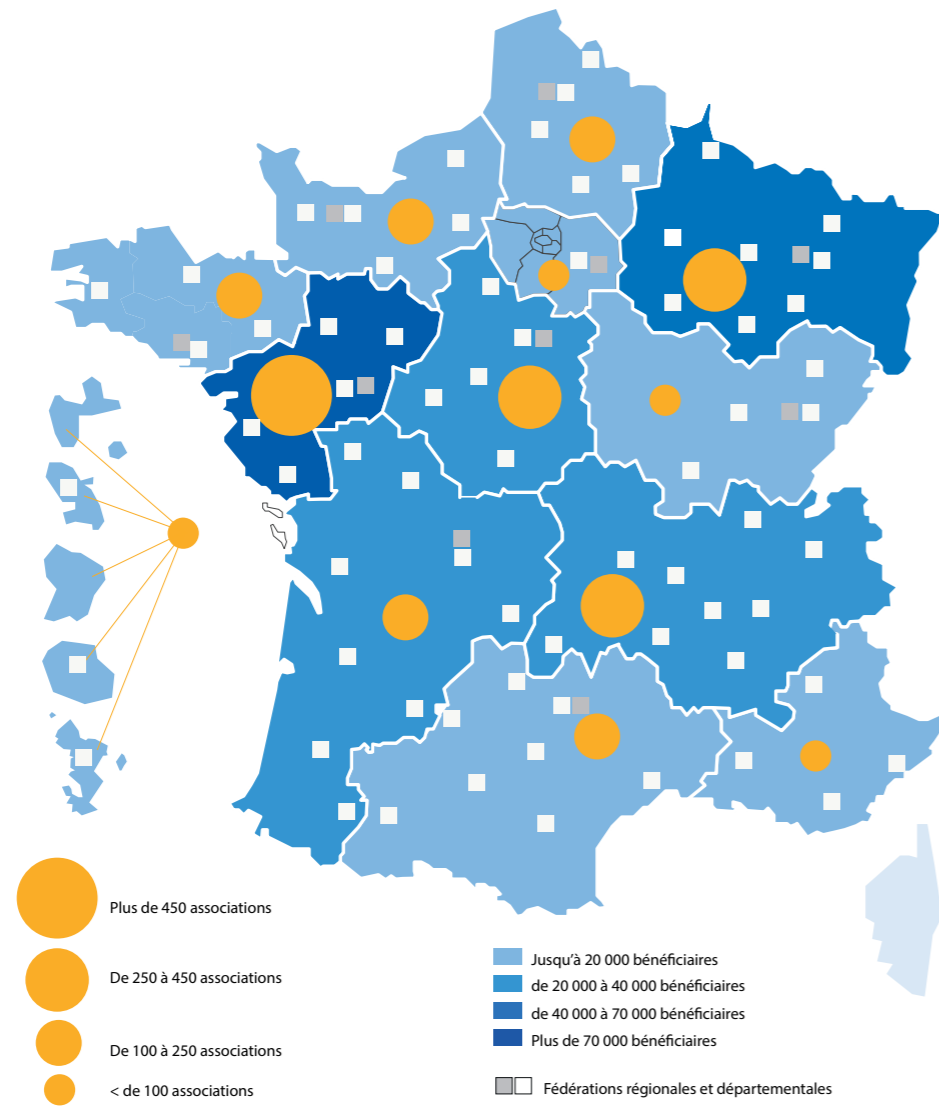 Plus de 450 associations
De 250 à 450 associations
De 100 à 250 associations
< de 100 associations
Jusqu'à 20 000 bénéficiaires
de 20 000 à 40 000 bénéficiaires
de 40 000 à 70 000 bénéficiaires
Plus de 70 000 bénéficiaires
Fédérations régionales et départementales